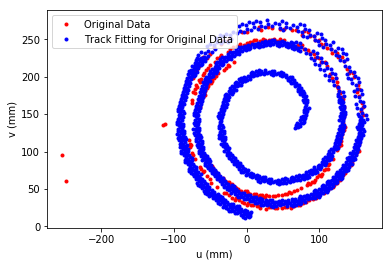 Original Data
Track Fitting for Original Data
250
200
150
100
50
0
v (mm)
−200
−100
0
100
u (mm)